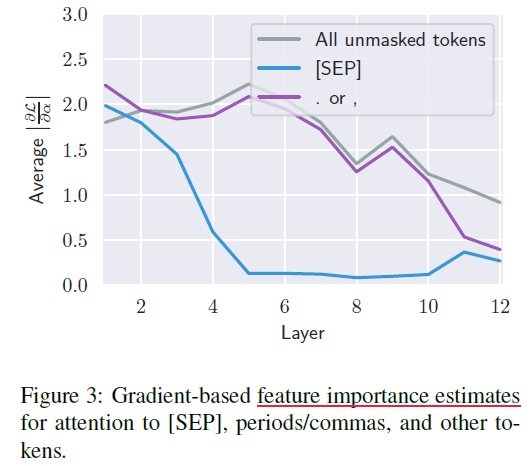 3.0
2.5
2.0
1.5
1.0
0.5
0.0
Average |∂ℒ/∂α|
All unmasked tokens
[SEP]
. or ,
2 4 6 8 10 12
Layer
Figure 3: Gradient-based feature importance estimates
for attention to [SEP], periods/commas, and other to-
kens.